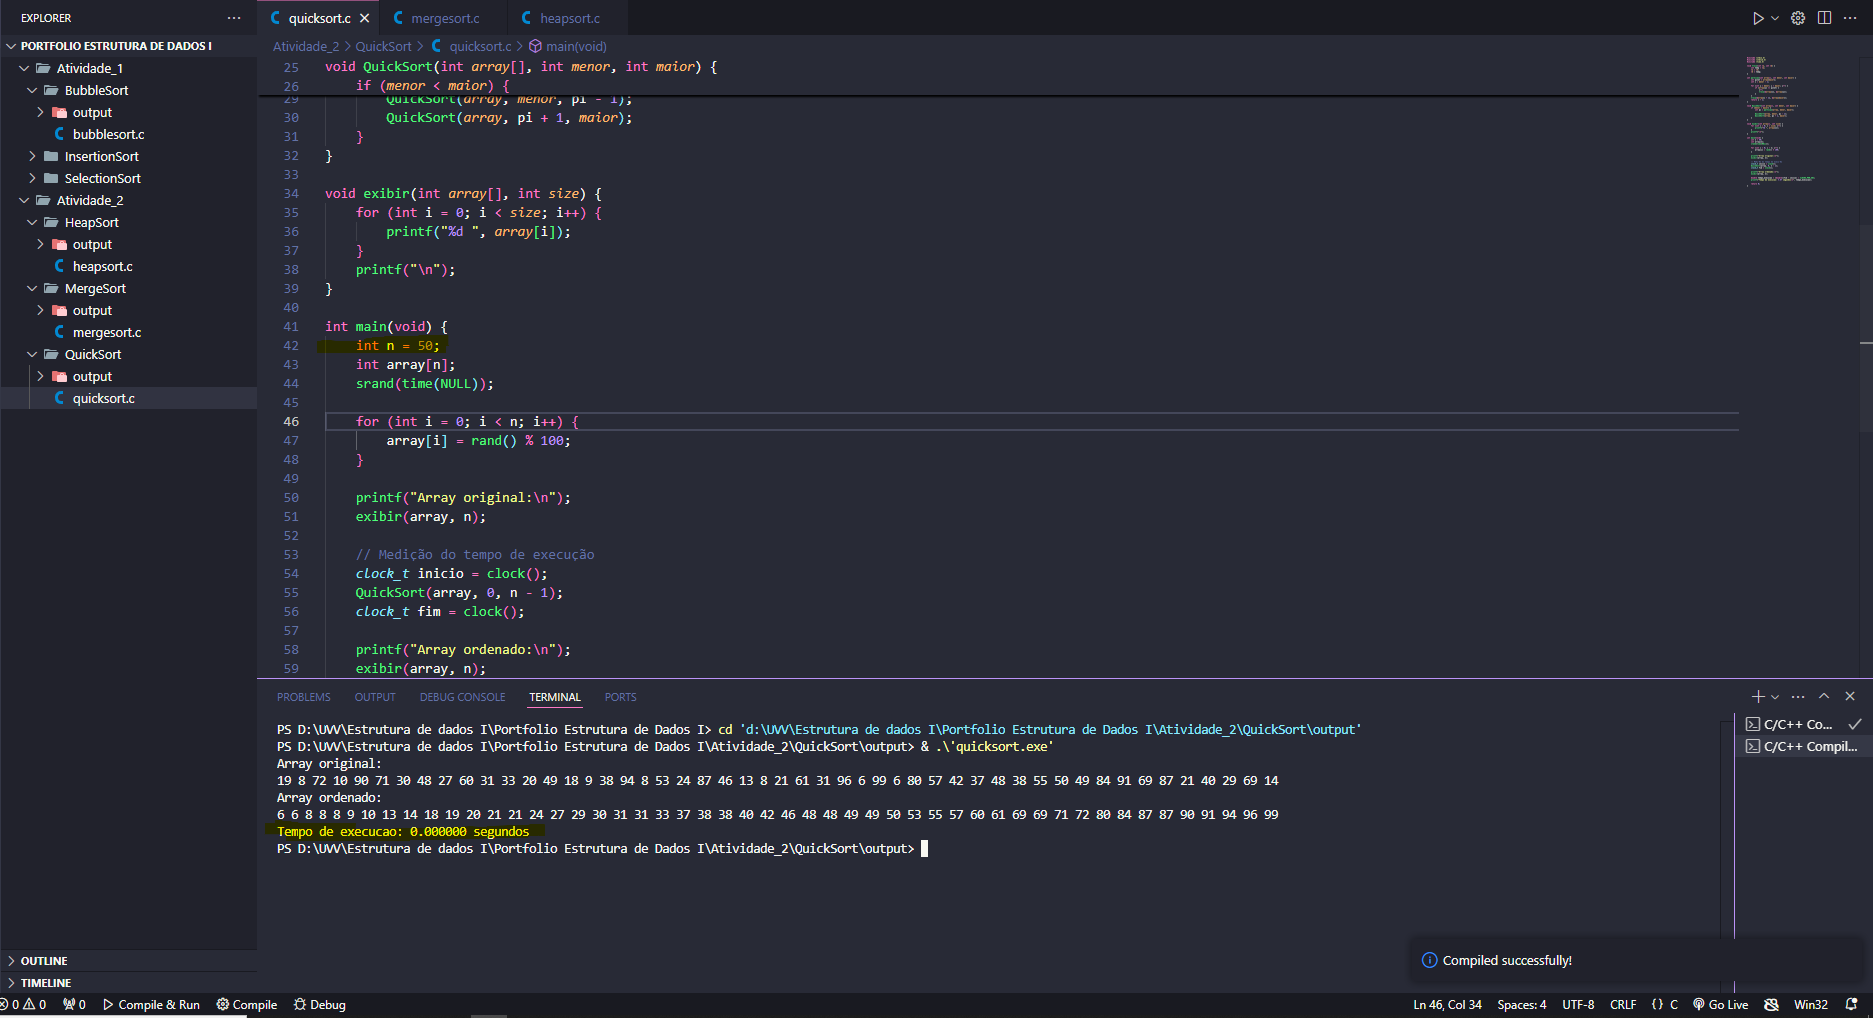 EXPLORER
PORTFOLIO ESTRUTURA DE DADOS I
Atividade_1
BubbleSort
output
bubblesort.c
InsertionSort
SelectionSort
Atividade_2
HeapSort
output
heapsort.c
MergeSort
output
mergesort.c
QuickSort
output
quicksort.c
OUTLINE
TIMELINE
quicksort.c
mergesort.c
heapsort.c
Atividade_2 > QuickSort > quicksort.c > main(void)
25 void QuickSort(int array[], int menor, int maior) {
26 if (menor < maior) {
29 QuickSort(array, menor, pi - 1);
30 QuickSort(array, pi + 1, maior);
31 }
32 }
33
34 void exibir(int array[], int size) {
35 for (int i = 0; i < size; i++) {
36 printf("%d ", array[i]);
37 }
38 printf("\n");
39 }
40
41 int main(void) {
42 int n = 50;
43 int array[n];
44 srand(time(NULL));
45
46 for (int i = 0; i < n; i++) {
47 array[i] = rand() % 100;
48 }
49
50 printf("Array original:\n");
51 exibir(array, n);
52
53 // Medição do tempo de execução
54 clock_t inicio = clock();
55 QuickSort(array, 0, n - 1);
56 clock_t fim = clock();
57
58 printf("Array ordenado:\n");
59 exibir(array, n);
PROBLEMS OUTPUT DEBUG CONSOLE TERMINAL PORTS
PS D:\UVV\Estrutura de dados I\Portfolio Estrutura de Dados I> cd 'd:\UVV\Estrutura de dados I\Portfolio Estrutura de Dados I\Atividade_2\QuickSort\output'
PS D:\UVV\Estrutura de dados I\Portfolio Estrutura de Dados I\Atividade_2\QuickSort\output> & .\'quicksort.exe'
Array original:
19 8 72 10 90 71 30 48 27 60 31 33 20 49 18 9 38 94 8 53 24 87 46 13 8 21 61 31 96 6 99 6 80 57 42 37 48 38 55 50 49 84 91 69 87 21 40 29 69 14
Array ordenado:
6 6 8 8 8 9 10 13 14 18 19 20 21 21 24 27 29 30 31 31 33 37 38 38 40 42 46 48 48 49 49 50 53 55 57 60 61 69 69 71 72 80 84 87 87 90 91 94 96 99
Tempo de execucao: 0.000000 segundos
PS D:\UVV\Estrutura de dados I\Portfolio Estrutura de Dados I\Atividade_2\QuickSort\output>
C/C++ Co...
C/C++ Compil...
Compiled successfully!
0 0 0 Compile & Run Compile Debug
Ln 46, Col 34 Spaces: 4 UTF-8 CRLF {} C Go Live Win32